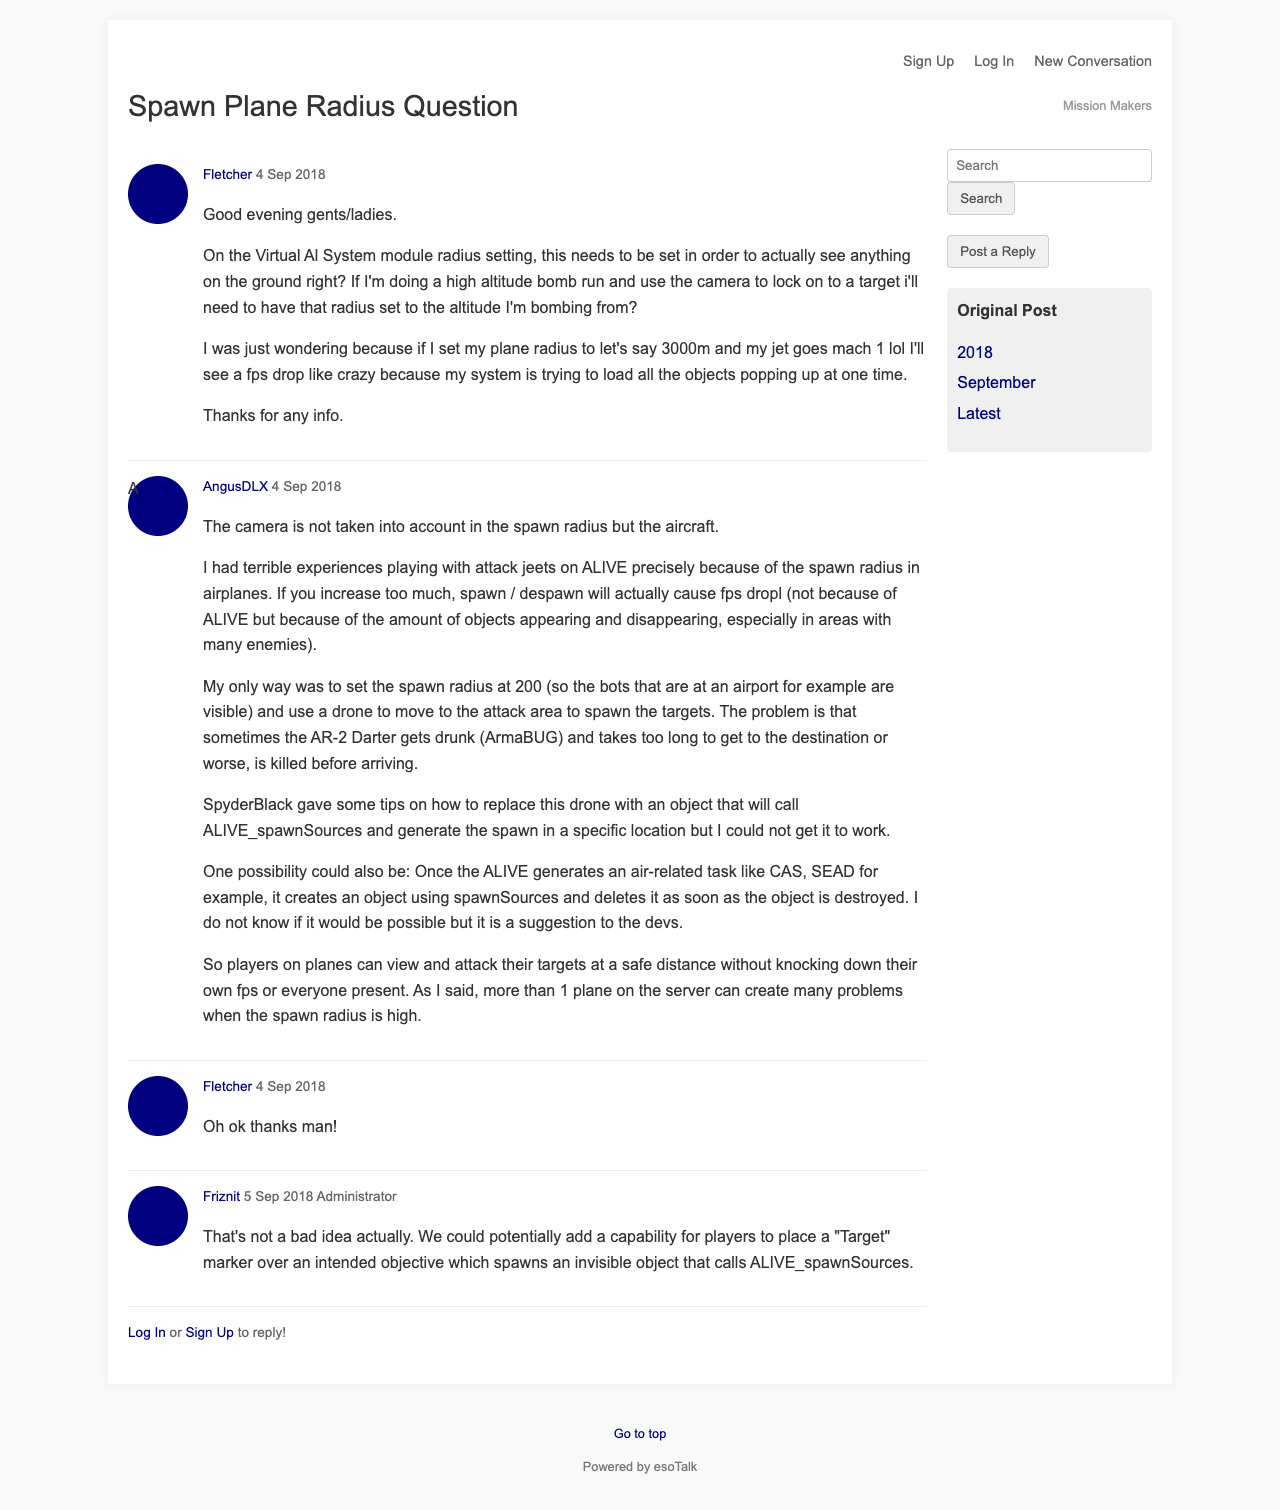 Sign Up Log In New Conversation
Spawn Plane Radius Question
Mission Makers
Fletcher 4 Sep 2018
Good evening gents/ladies.
On the Virtual AI System module radius setting, this needs to be set in order to actually see anything
on the ground right? If I'm doing a high altitude bomb run and use the camera to lock on to a target i'll
need to have that radius set to the altitude I'm bombing from?
I was just wondering because if I set my plane radius to let's say 3000m and my jet goes mach 1 lol I'll
see a fps drop like crazy because my system is trying to load all the objects popping up at one time.
Thanks for any info.
A
AngusDLX 4 Sep 2018
The camera is not taken into account in the spawn radius but the aircraft.
I had terrible experiences playing with attack jeets on ALIVE precisely because of the spawn radius in
airplanes. If you increase too much, spawn / despawn will actually cause fps dropl (not because of
ALIVE but because of the amount of objects appearing and disappearing, especially in areas with
many enemies).
My only way was to set the spawn radius at 200 (so the bots that are at an airport for example are
visible) and use a drone to move to the attack area to spawn the targets. The problem is that
sometimes the AR-2 Darter gets drunk (ArmaBUG) and takes too long to get to the destination or
worse, is killed before arriving.
SpyderBlack gave some tips on how to replace this drone with an object that will call
ALIVE_spawnSources and generate the spawn in a specific location but I could not get it to work.
One possibility could also be: Once the ALIVE generates an air-related task like CAS, SEAD for
example, it creates an object using spawnSources and deletes it as soon as the object is destroyed. I
do not know if it would be possible but it is a suggestion to the devs.
So players on planes can view and attack their targets at a safe distance without knocking down their
own fps or everyone present. As I said, more than 1 plane on the server can create many problems
when the spawn radius is high.
Fletcher 4 Sep 2018
Oh ok thanks man!
Friznit 5 Sep 2018 Administrator
That's not a bad idea actually. We could potentially add a capability for players to place a "Target"
marker over an intended objective which spawns an invisible object that calls ALIVE_spawnSources.
Log In or Sign Up to reply!
Search
Search
Post a Reply
Original Post
2018
September
Latest
Go to top
Powered by esoTalk